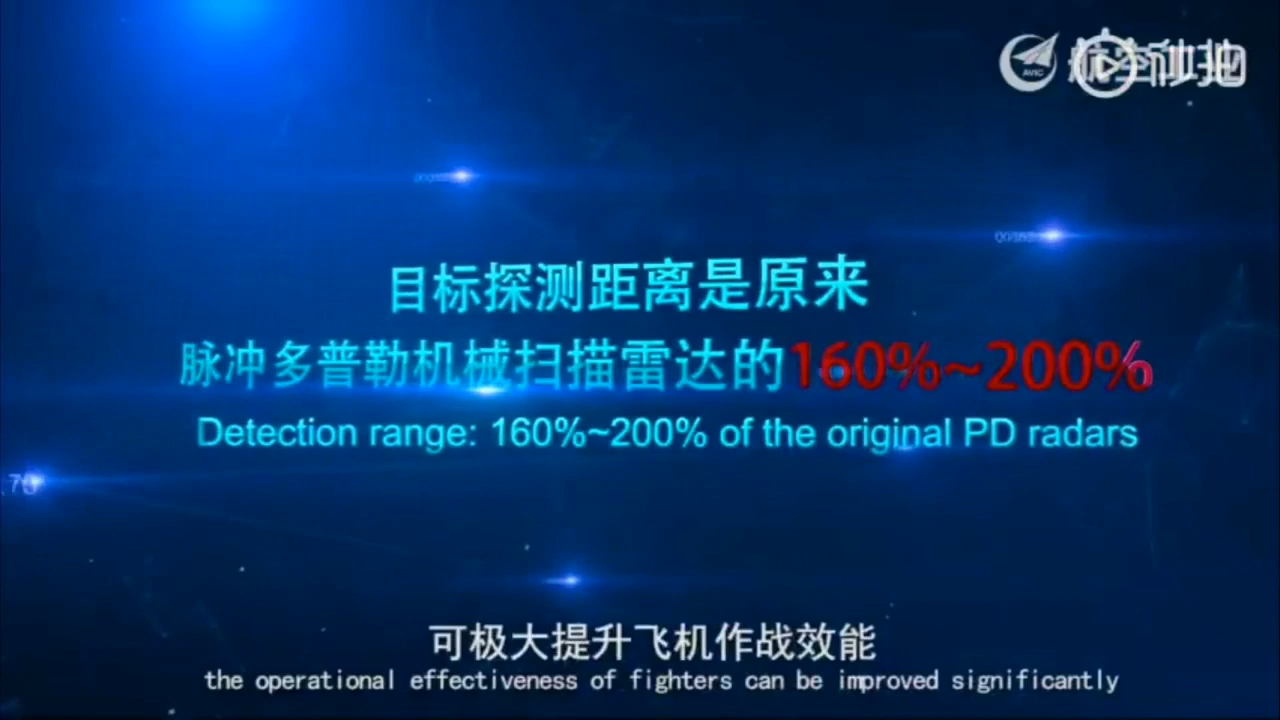 AVIC
目标探测距离是原来
脉冲多普勒机械扫描雷达的160%~200%
Detection range: 160%~200% of the original PD radars
可极大提升飞机作战效能
the operational effectiveness of fighters can be improved significantly